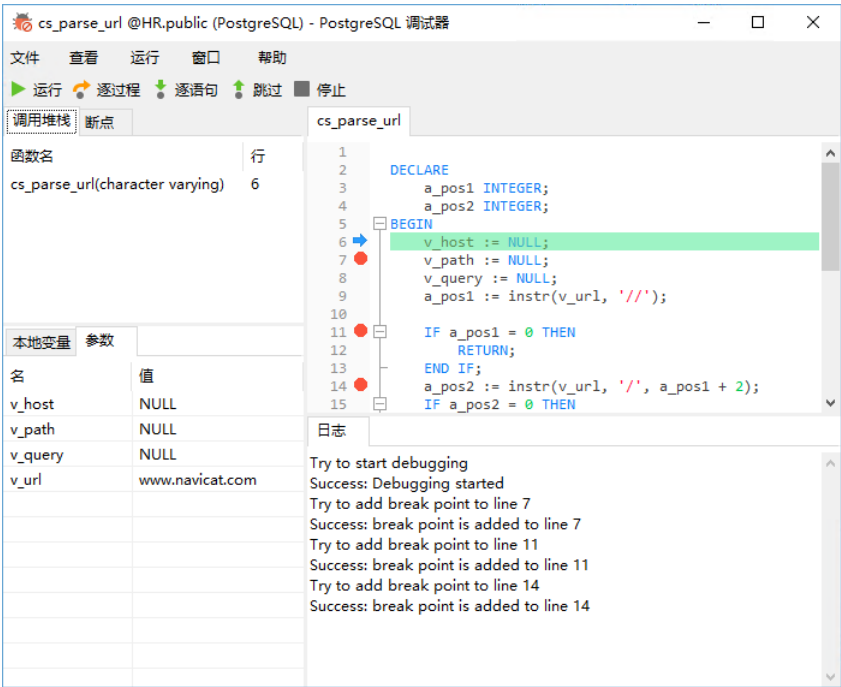 cs_parse_url @HR.public (PostgreSQL) - PostgreSQL 调试器
文件 查看 运行 窗口 帮助
运行 逐过程 逐语句 跳过 停止
调用堆栈 断点
函数名 行
cs_parse_url(character varying) 6
本地变量 参数
名 值
v_host NULL
v_path NULL
v_query NULL
v_url www.navicat.com
cs_parse_url
1
2 DECLARE
3 a_pos1 INTEGER;
4 a_pos2 INTEGER;
5 BEGIN
6 v_host := NULL;
7 v_path := NULL;
8 v_query := NULL;
9 a_pos1 := instr(v_url, '//');
10
11 IF a_pos1 = 0 THEN
12 RETURN;
13 END IF;
14 a_pos2 := instr(v_url, '/', a_pos1 + 2);
15 IF a_pos2 = 0 THEN
日志
Try to start debugging
Success: Debugging started
Try to add break point to line 7
Success: break point is added to line 7
Try to add break point to line 11
Success: break point is added to line 11
Try to add break point to line 14
Success: break point is added to line 14